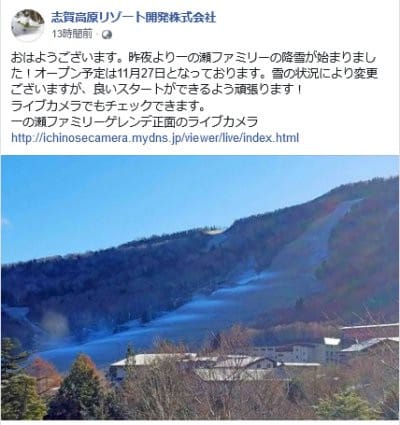 志賀高原リゾート開発株式会社
13時間前 ·
おはようございます。昨夜より一の瀬ファミリーの降雪が始まりまし
た！オープン予定は11月27日となっております。雪の状況により変更
ございますが、良いスタートができるよう頑張ります！
ライブカメラでもチェックできます。
一の瀬ファミリーゲレンデ正面のライブカメラ
http://ichinosecamera.mydns.jp/viewer/live/index.html